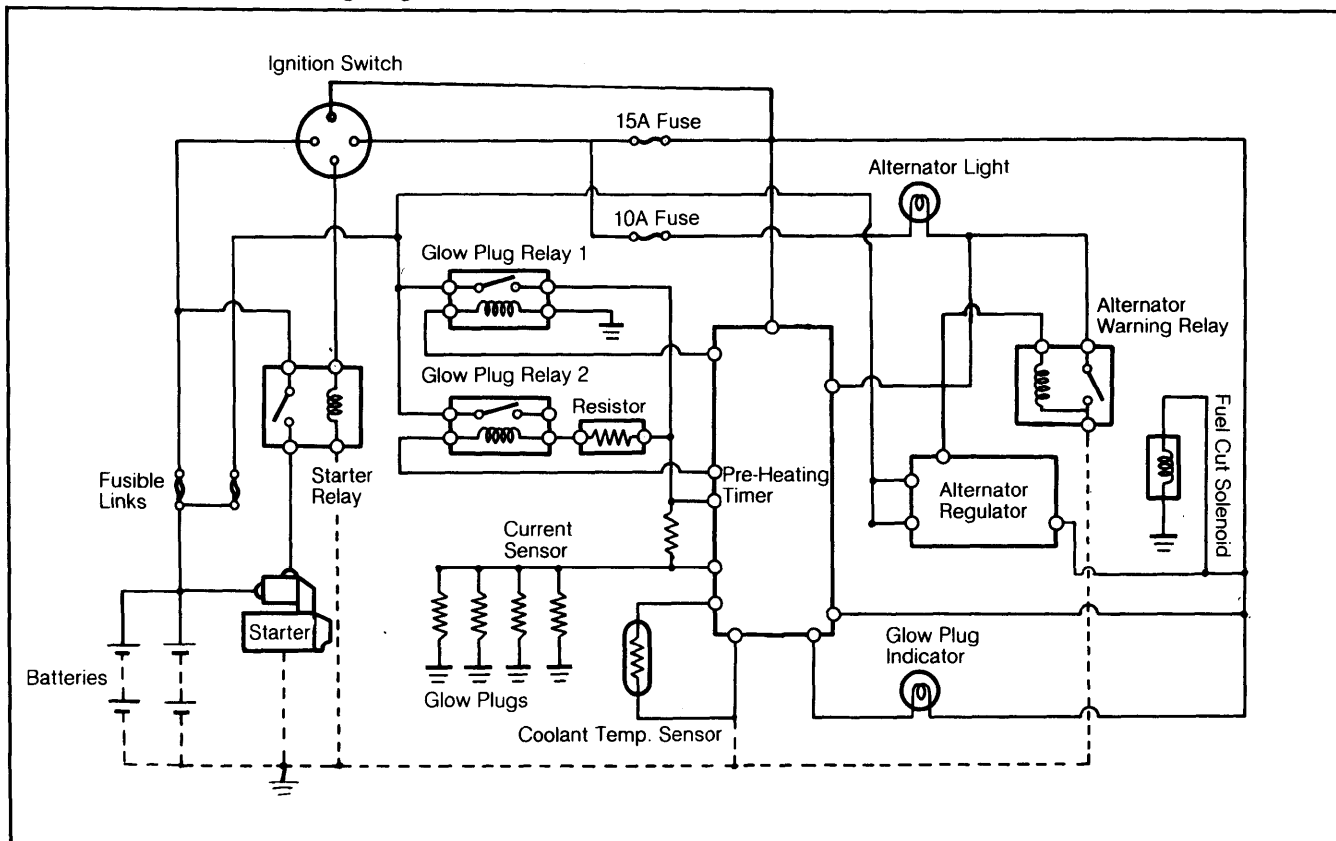 Ignition Switch
15A Fuse
Alternator Light
10A Fuse
Glow Plug Relay 1
Alternator
Warning Relay
Glow Plug Relay 2
Resistor
Fusible
Links
Starter
Relay
Pre-Heating
Timer
Alternator
Regulator
Fuel Cut Solenoid
Current
Sensor
Starter
Glow Plug
Indicator
Batteries
Glow Plugs
Coolant Temp. Sensor